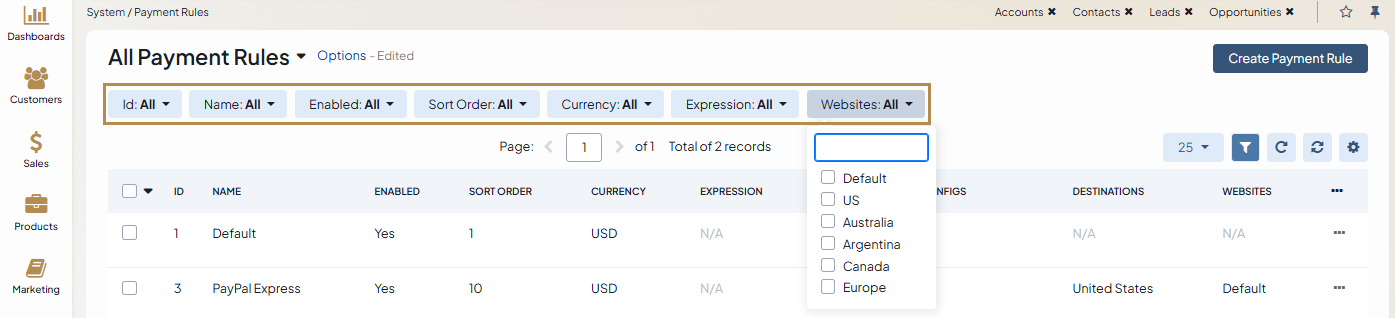 System / Payment Rules
Accounts ✖ Contacts ✖ Leads ✖ Opportunities ✖
Dashboards
Customers
Sales
Products
Marketing
All Payment Rules Options - Edited
Create Payment Rule
Id: All Name: All Enabled: All Sort Order: All Currency: All Expression: All Websites: All
Page: 1 of 1 Total of 2 records
25
Default
US
Australia
Argentina
Canada
Europe
ID NAME ENABLED SORT ORDER CURRENCY EXPRESSION NFIGS DESTINATIONS WEBSITES
1 Default Yes 1 USD N/A N/A N/A
3 PayPal Express Yes 10 USD N/A United States Default